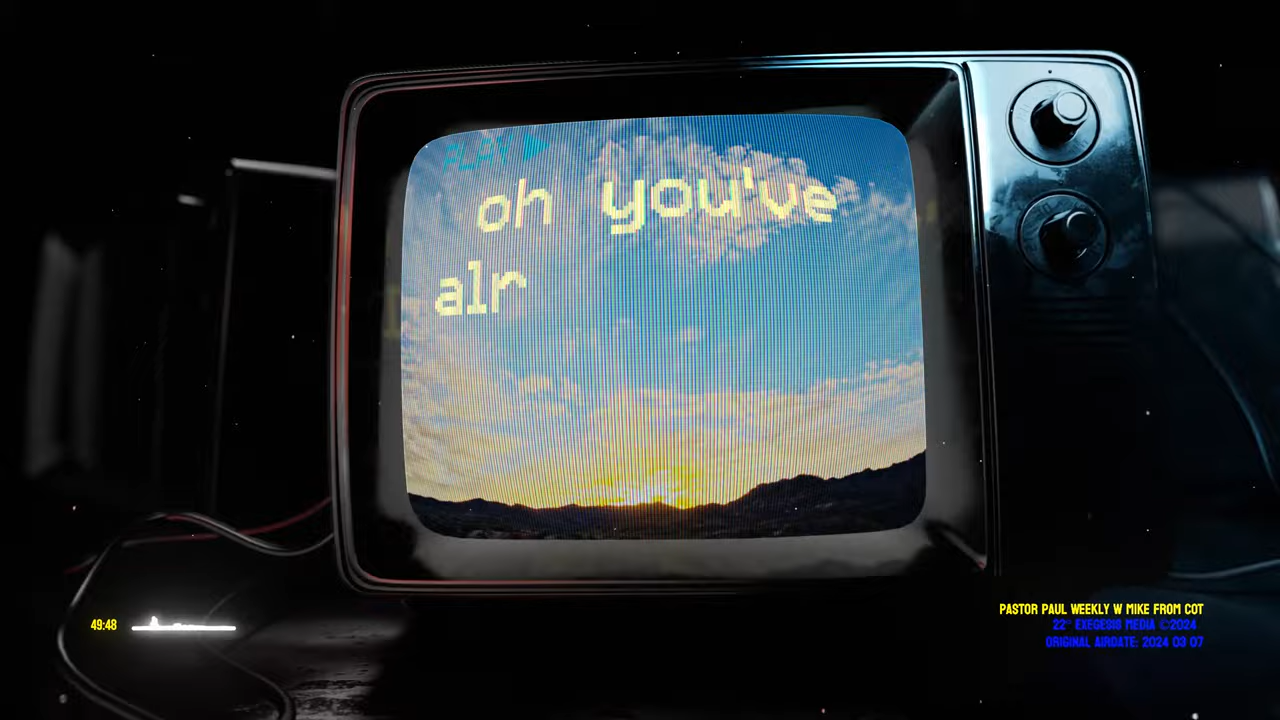 PLAY
oh you've
alr
49:48
PASTOR PAUL WEEKLY W MIKE FROM COT
22" EXEGESIS MEDIA ©2024
ORIGINAL AIRDATE: 2024 03 07